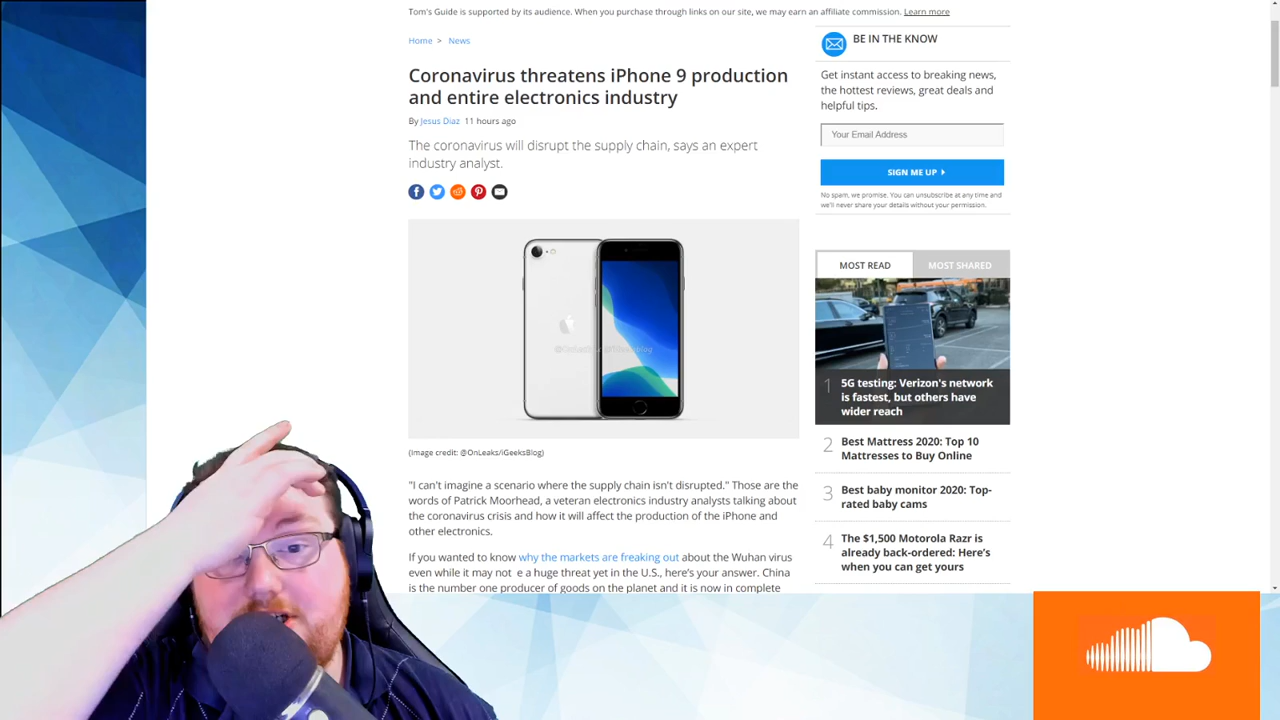 Tom's Guide is supported by its audience. When you purchase through links on our site, we may earn an affiliate commission. Learn more
Home > News
Coronavirus threatens iPhone 9 production
and entire electronics industry
By Jesus Diaz 11 hours ago
The coronavirus will disrupt the supply chain, says an expert
industry analyst.
(Image credit: @OnLeaks/iGeeksBlog)
"I can't imagine a scenario where the supply chain isn't disrupted." Those are the
words of Patrick Moorhead, a veteran electronics industry analysts talking about
the coronavirus crisis and how it will affect the production of the iPhone and
other electronics.
If you wanted to know why the markets are freaking out about the Wuhan virus
even while it may not e a huge threat yet in the U.S., here's your answer. China
is the number one producer of goods on the planet and it is now in complete
BE IN THE KNOW
Get instant access to breaking news,
the hottest reviews, great deals and
helpful tips.
Your Email Address
SIGN ME UP
No spam, we promise. You can unsubscribe at any time and
we'll never share your details without your permission.
MOST READ
MOST SHARED
1 5G testing: Verizon's network
is fastest, but others have
wider reach
2 Best Mattress 2020: Top 10
Mattresses to Buy Online
3 Best baby monitor 2020: Top-
rated baby cams
4 The $1,500 Motorola Razr is
already back-ordered: Here's
when you can get yours